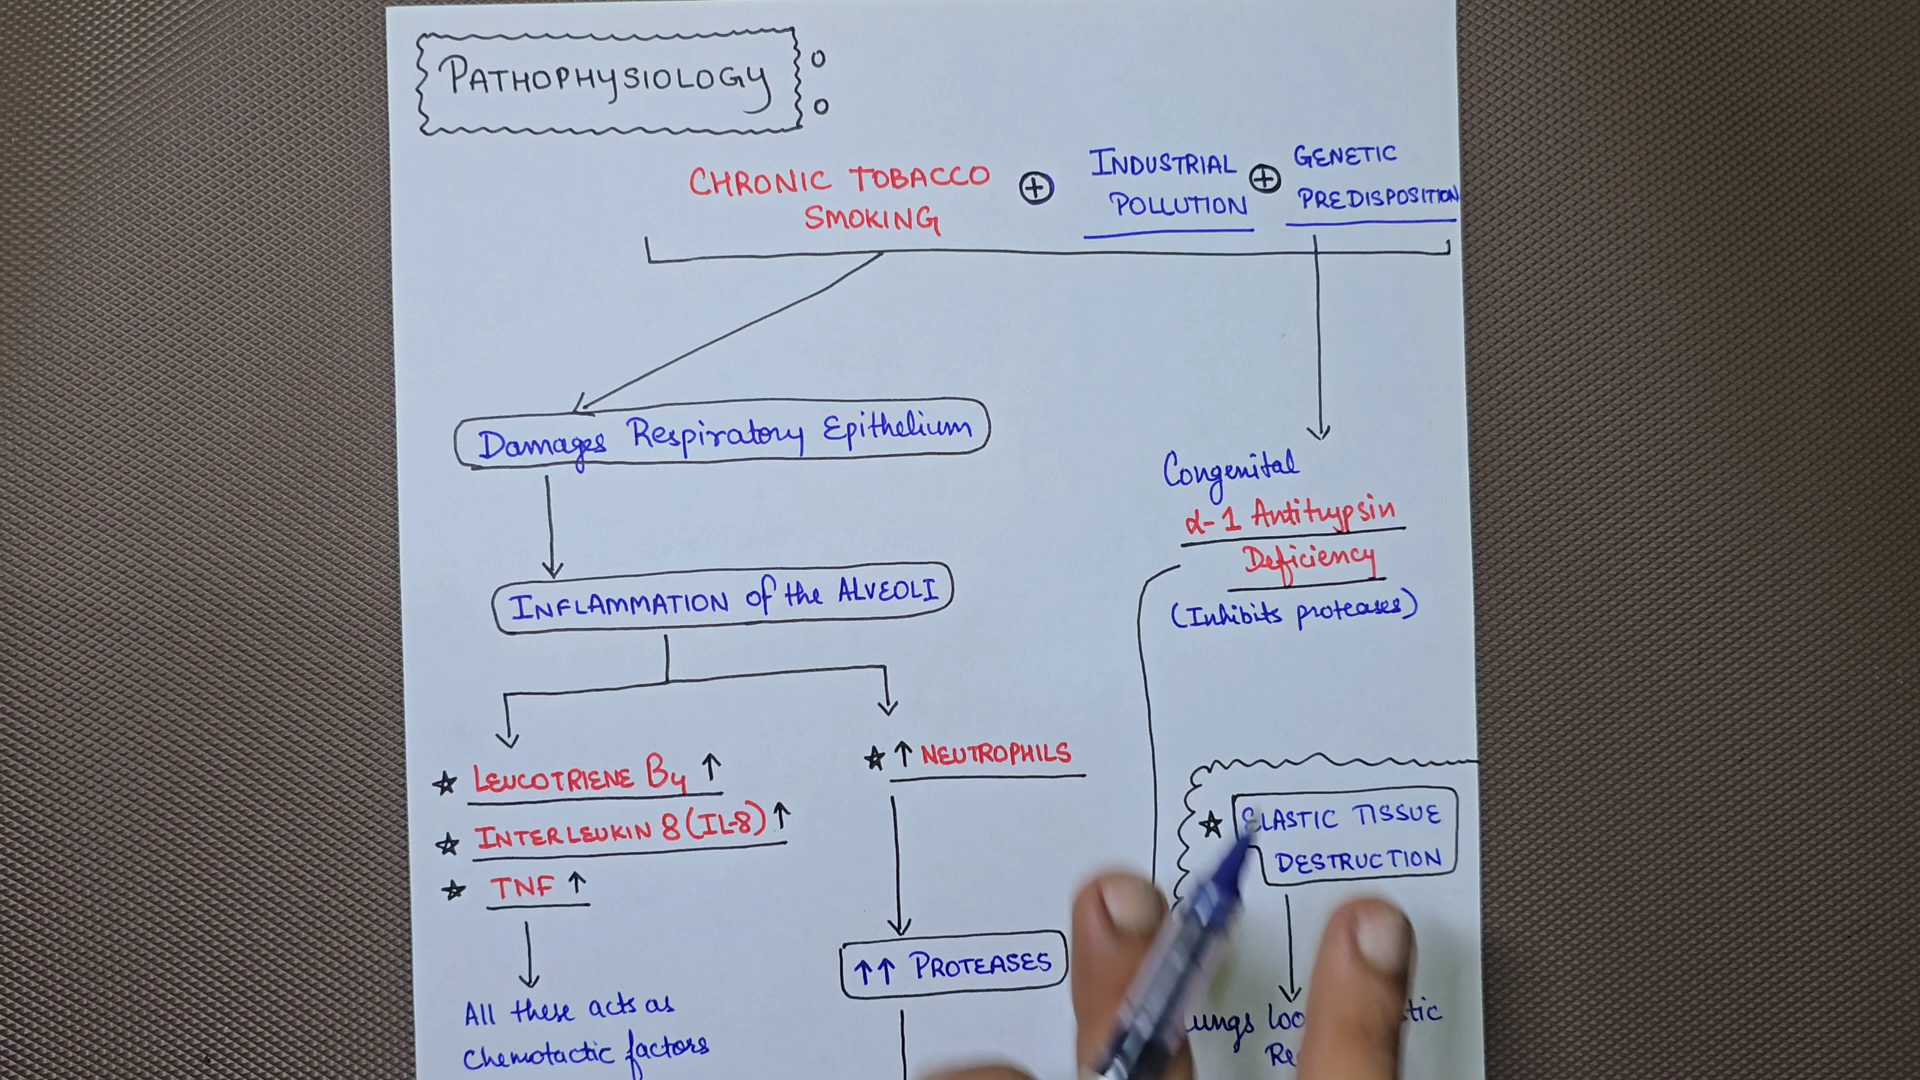 PATHOPHYSIOLOGY
CHRONIC TOBACCO
SMOKING
+
INDUSTRIAL
POLLUTION
+
GENETIC
PREDISPOSITION
Damages Respiratory Epithelium
Congenital
α-1 Antitrypsin
Deficiency
(Inhibits proteases)
INFLAMMATION of the ALVEOLI
★ LEUCOTRIENE B4 ↑
★ INTERLEUKIN 8 (IL-8) ↑
★ TNF ↑
★ ↑ NEUTROPHILS
★ ELASTIC TISSUE
DESTRUCTION
↑↑ PROTEASES
All these acts as
Chemotactic factors